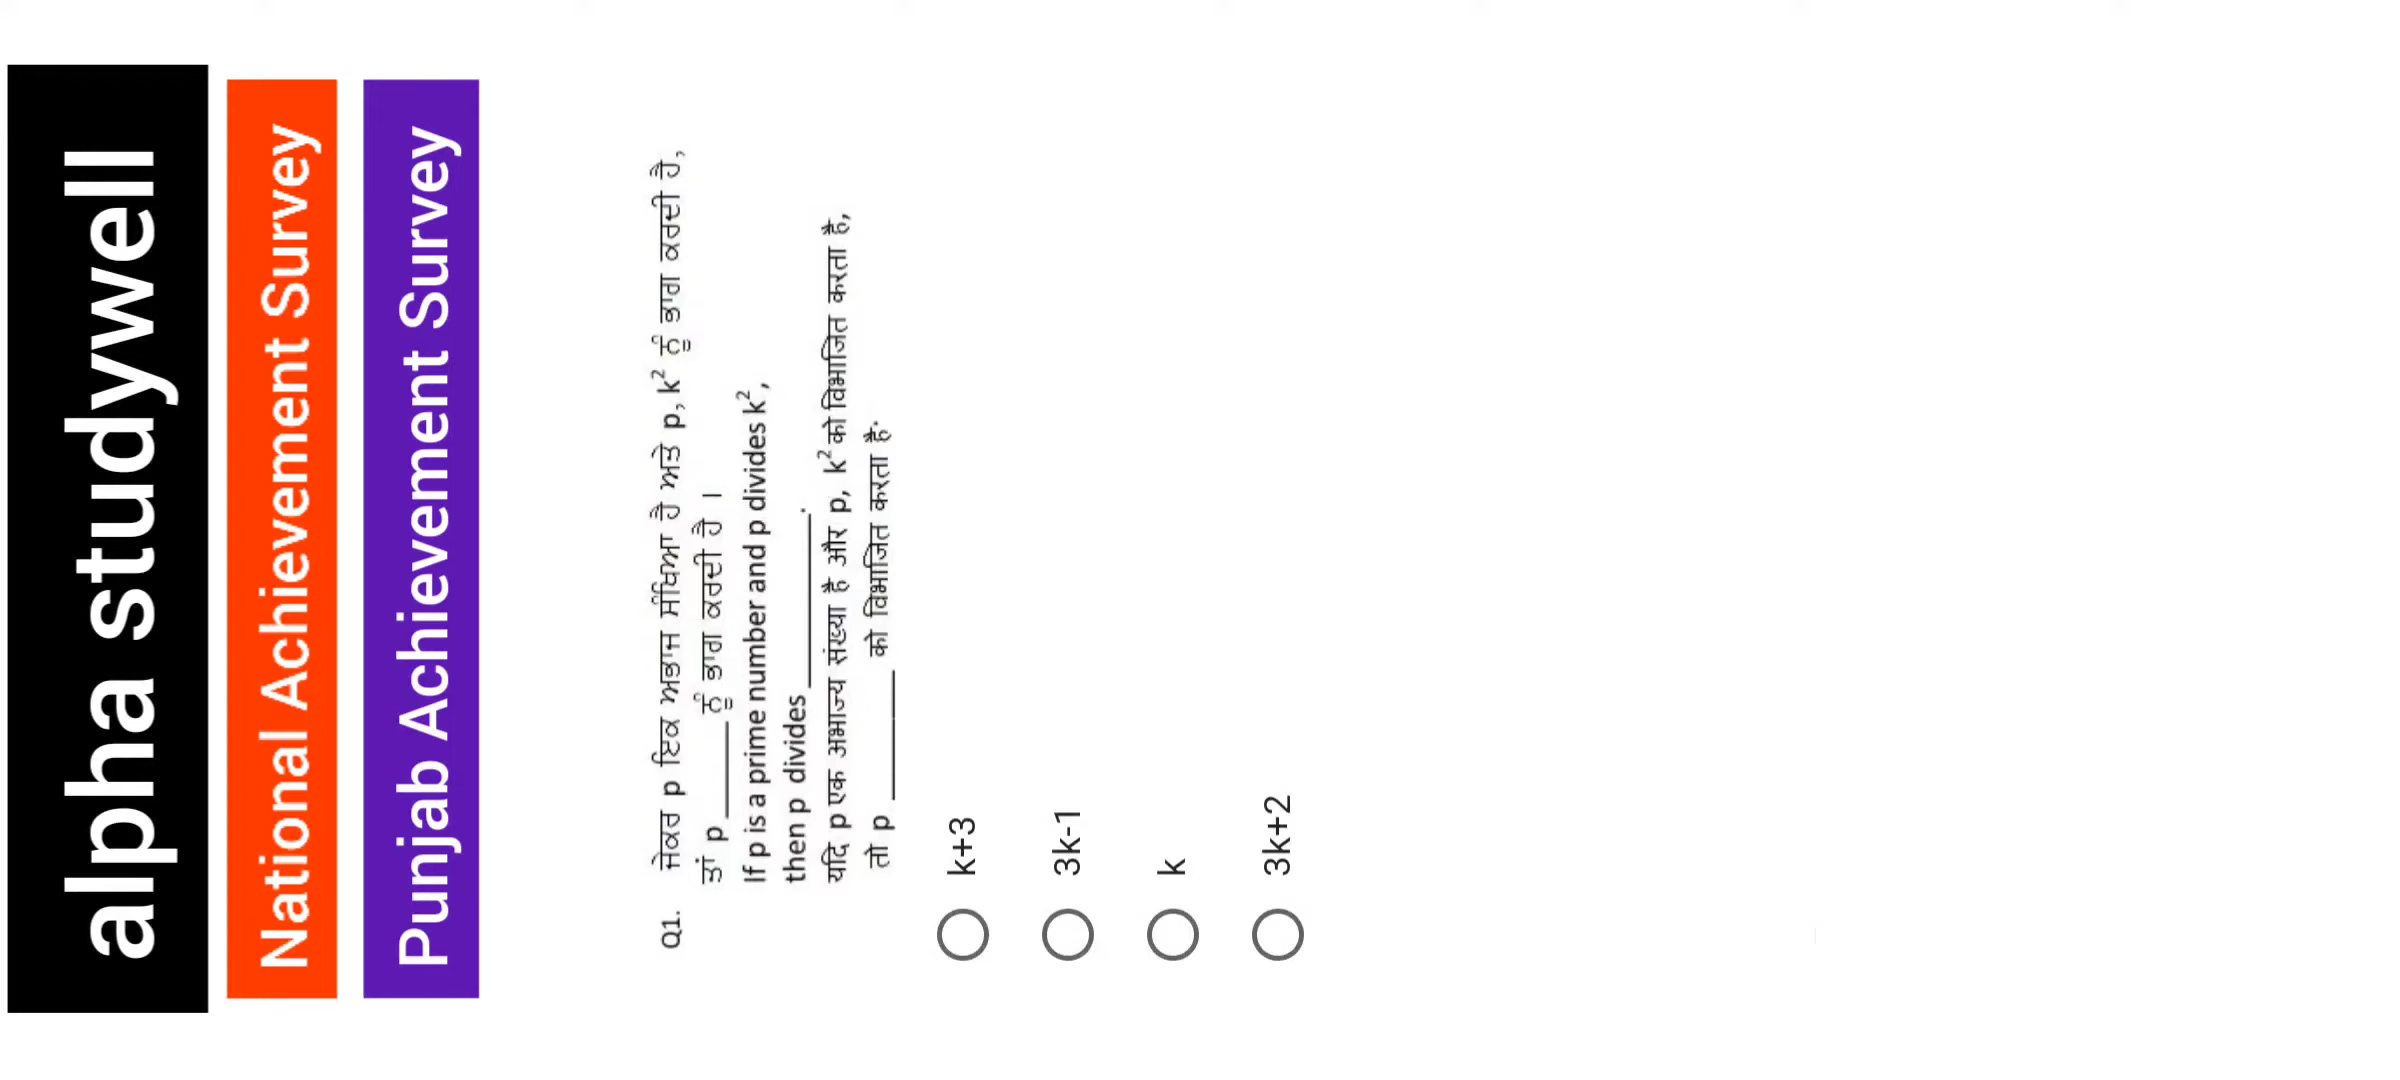 alpha studywell
National Achievement Survey
Punjab Achievement Survey
Q1. ਜੇਕਰ p ਇਕ ਅਭਾਜ ਸੰਖਿਆ ਹੈ ਅਤੇ p, k² ਨੂੰ ਭਾਗ ਕਰਦੀ ਹੈ,
ਤਾਂ p ______ ਨੂੰ ਭਾਗ ਕਰਦੀ ਹੈ ।
If p is a prime number and p divides k²,
then p divides __________.
यदि p एक अभाज्य संख्या है और p, k² को विभाजित करता है,
तो p ________ को विभाजित करता है·
k+3
3k-1
k
3k+2